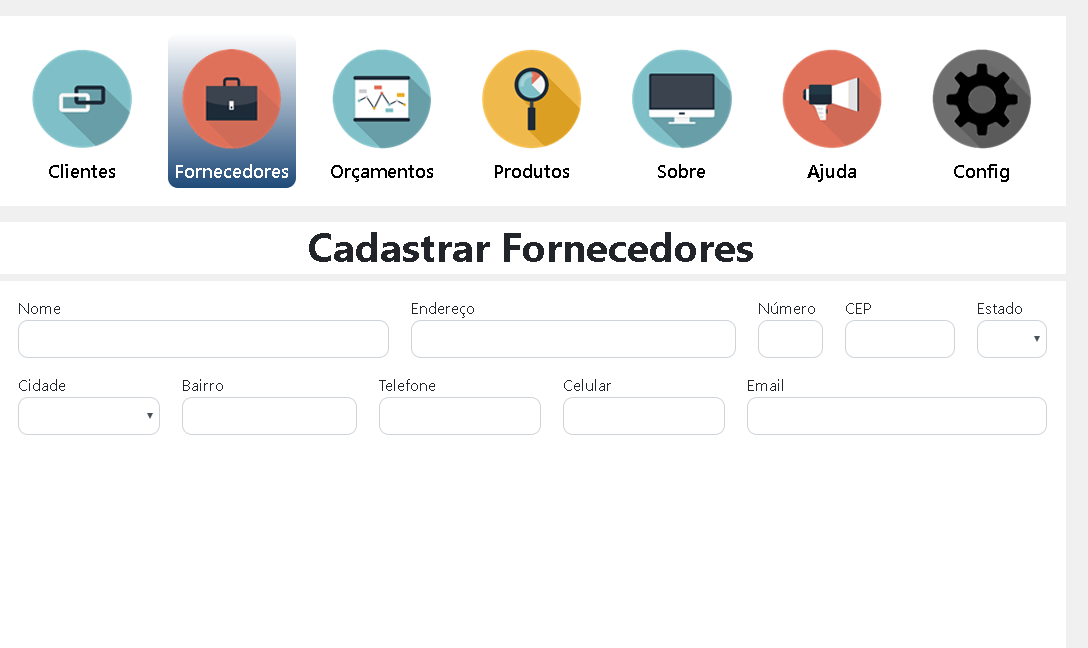 Clientes Fornecedores Orçamentos Produtos Sobre Ajuda Config
Cadastrar Fornecedores
Nome Endereço Número CEP Estado
Cidade Bairro Telefone Celular Email